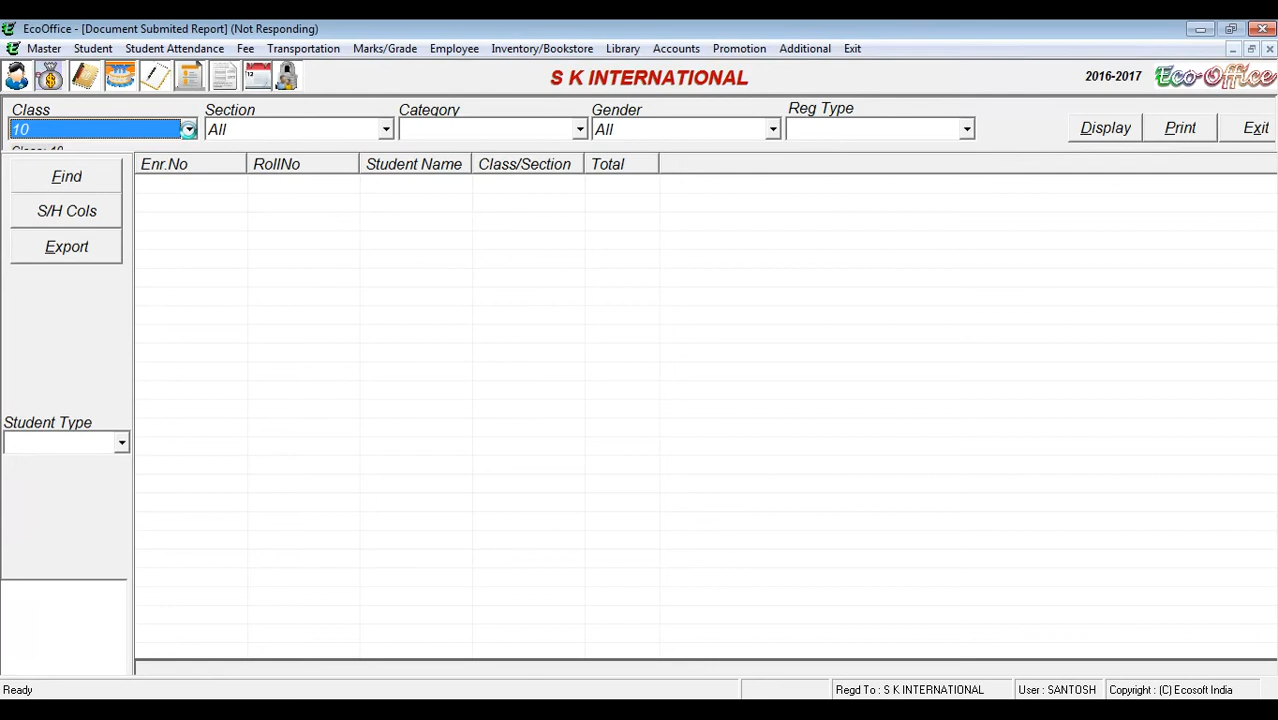 EcoOffice - [Document Submited Report] (Not Responding)
Master Student Student Attendance Fee Transportation Marks/Grade Employee Inventory/Bookstore Library Accounts Promotion Additional Exit
12
S K INTERNATIONAL
2016-2017
Eco-Office
Class Section Category Gender Reg Type
10 All All
Display Print Exit
Class: 10
Enr.No RollNo Student Name Class/Section Total
Find
S/H Cols
Export
Student Type
Ready
Regd To : S K INTERNATIONAL
User : SANTOSH
Copyright : (C) Ecosoft India